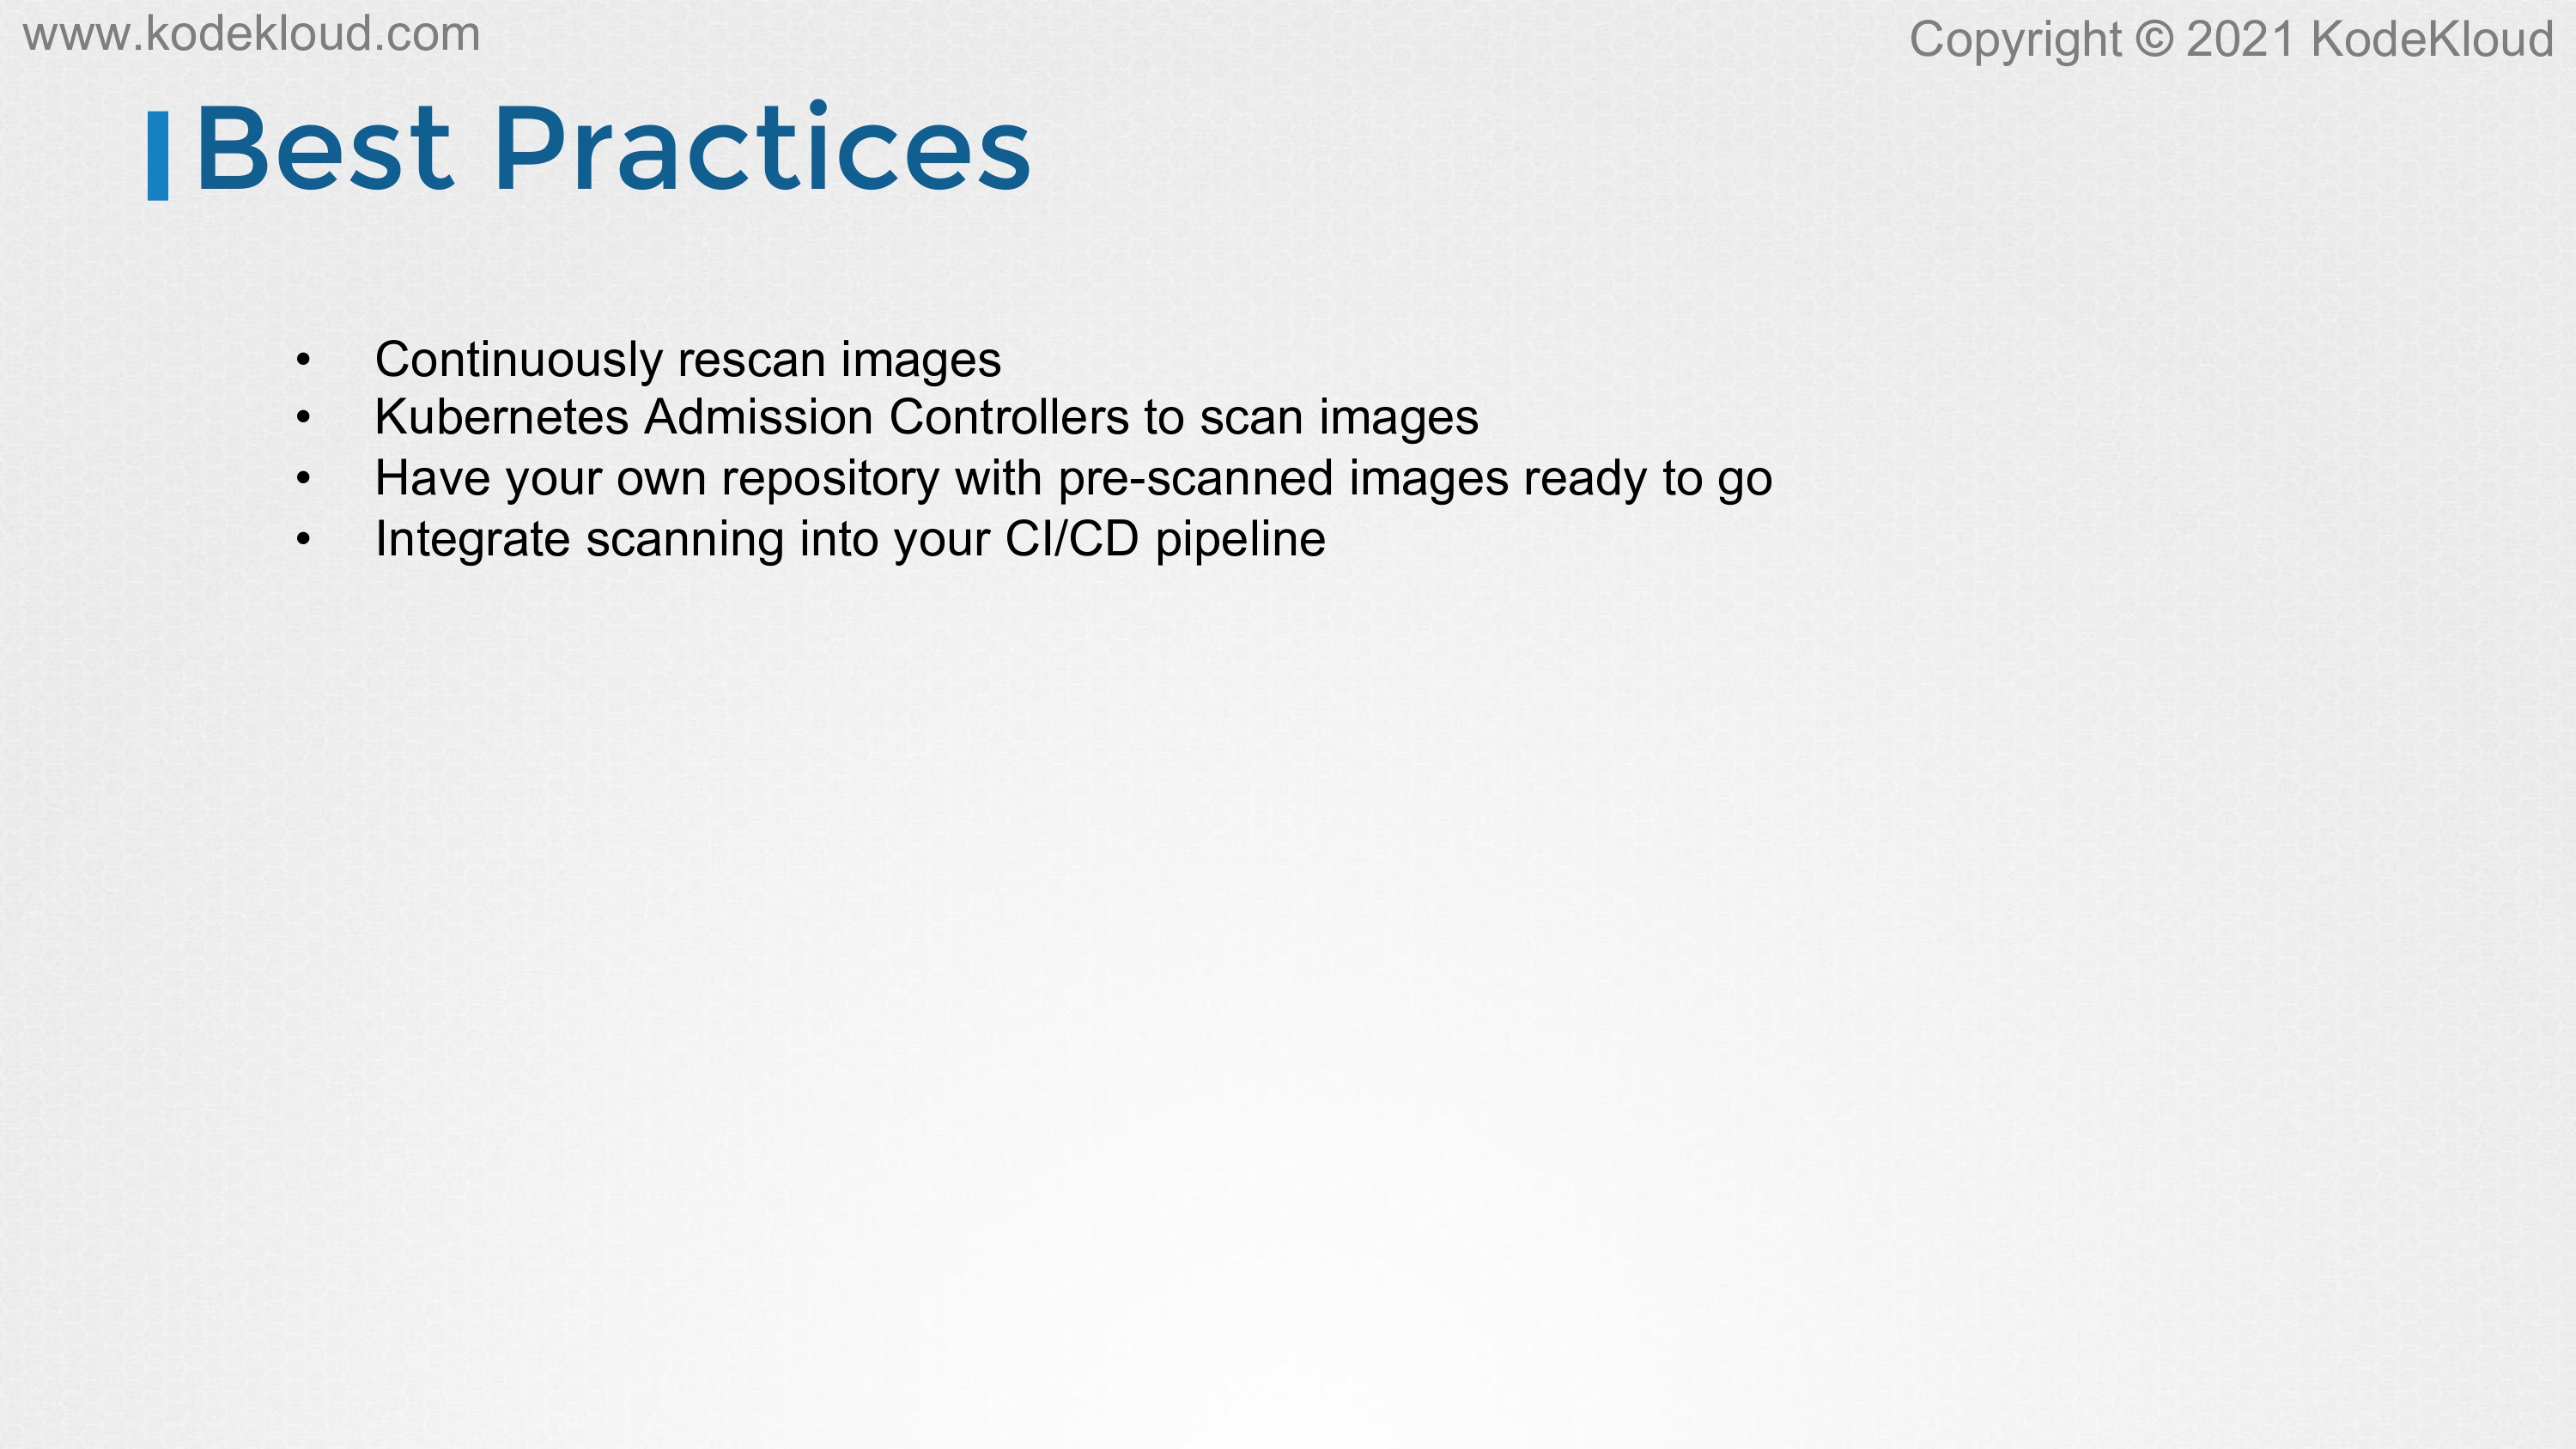 www.kodekloud.com
Copyright © 2021 KodeKloud
Best Practices
• Continuously rescan images
• Kubernetes Admission Controllers to scan images
• Have your own repository with pre-scanned images ready to go
• Integrate scanning into your CI/CD pipeline